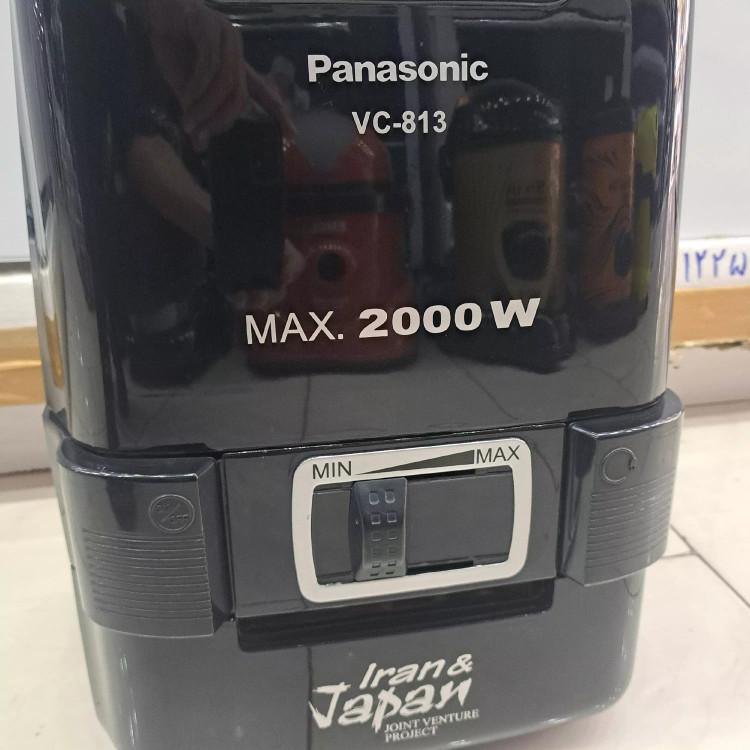 Panasonic
VC-813
MAX. 2000 W
MIN MAX
Iran &
Japan
JOINT VENTURE
PROJECT